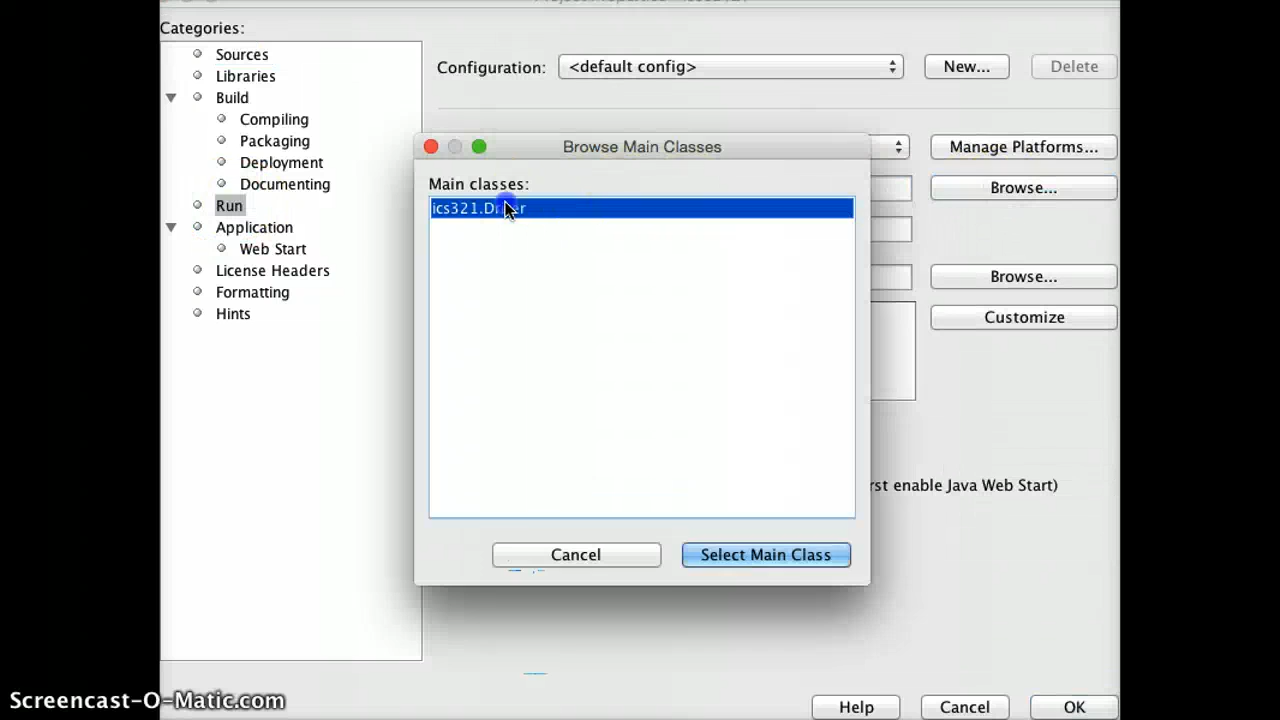 Categories:
Sources
Libraries
Build
Compiling
Packaging
Deployment
Documenting
Run
Application
Web Start
License Headers
Formatting
Hints
Configuration:
<default config>
New...
Delete
Manage Platforms...
Browse...
Browse...
Customize
rst enable Java Web Start)
Browse Main Classes
Main classes:
ics321.Driver
Cancel
Select Main Class
Help
Cancel
OK
Screencast-O-Matic.com